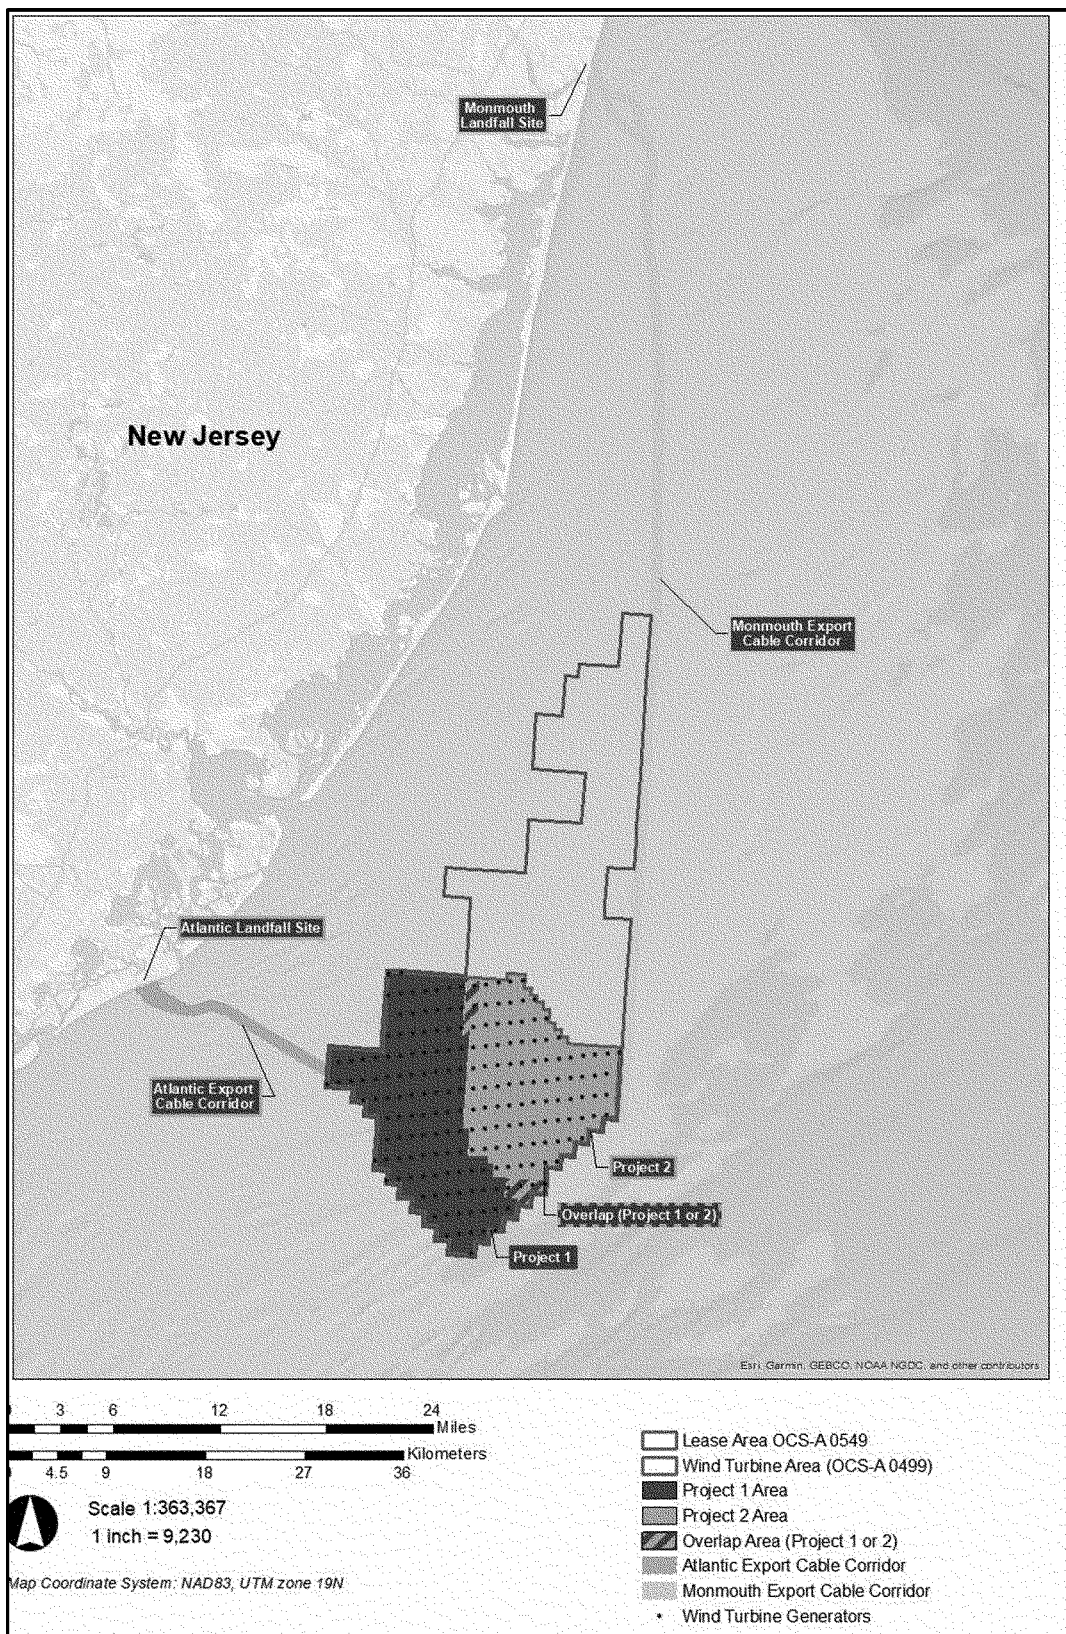 Monmouth
Landfall Site
New Jersey
Monmouth Export
Cable Corridor
Atlantic Landfall Site
Atlantic Export
Cable Corridor
Project 2
Overlap (Project 1 or 2)
Project 1
Esri, Garmin, GEBCO, NOAA NGDC, and other contributors
3 6 12 18 24
Miles
Kilometers
4.5 9 18 27 36
Scale 1:363,367
1 inch = 9,230
Map Coordinate System: NAD83, UTM zone 19N
Lease Area OCS-A 0549
Wind Turbine Area (OCS-A 0499)
Project 1 Area
Project 2 Area
Overlap Area (Project 1 or 2)
Atlantic Export Cable Corridor
Monmouth Export Cable Corridor
Wind Turbine Generators